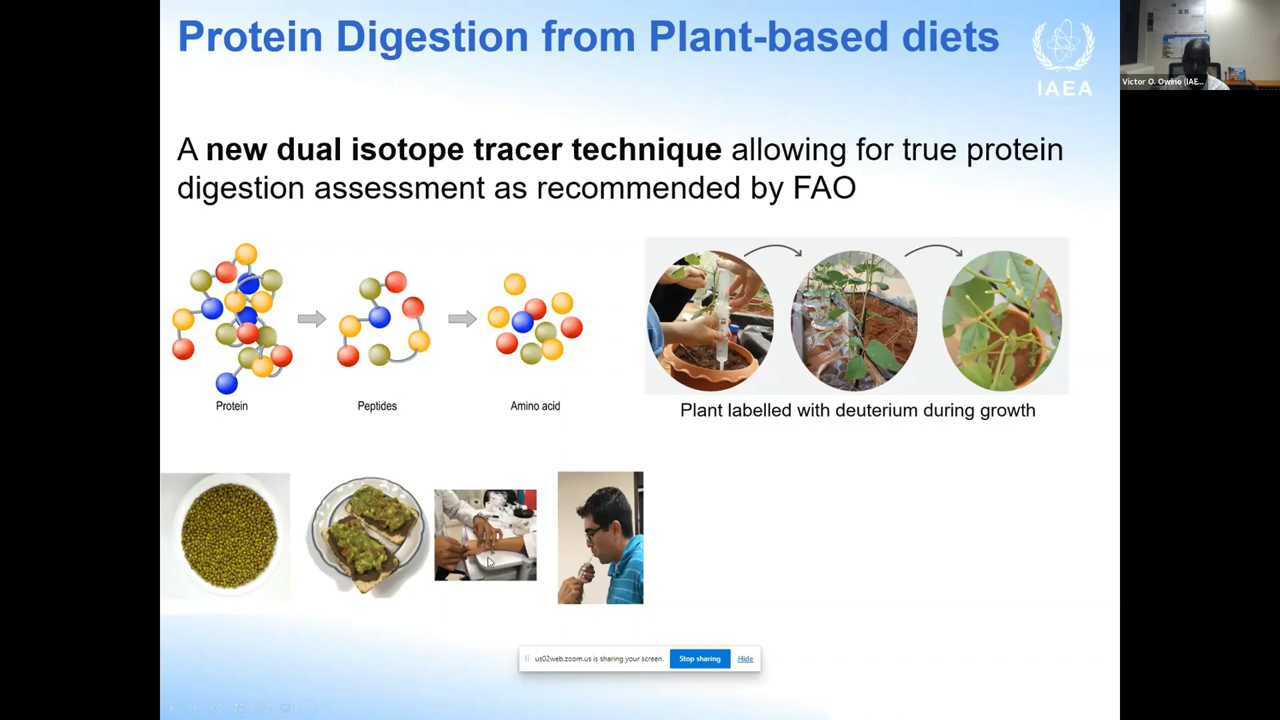 Protein Digestion from Plant-based diets
IAEA
Victor O. Owino (IAE...
A new dual isotope tracer technique allowing for true protein
digestion assessment as recommended by FAO
Protein
Peptides
Amino acid
Plant labelled with deuterium during growth
us02web.zoom.us is sharing your screen.
Stop sharing
Hide